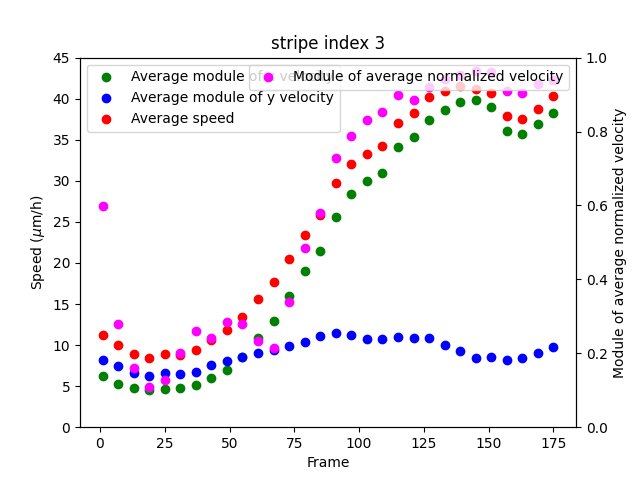 stripe index 3
Average module of x velocity
Average module of y velocity
Average speed
Module of average normalized velocity
Speed (μm/h)
Module of average normalized velocity
45
40
35
30
25
20
15
10
5
0
1.0
0.8
0.6
0.4
0.2
0.0
0 25 50 75 100 125 150 175
Frame